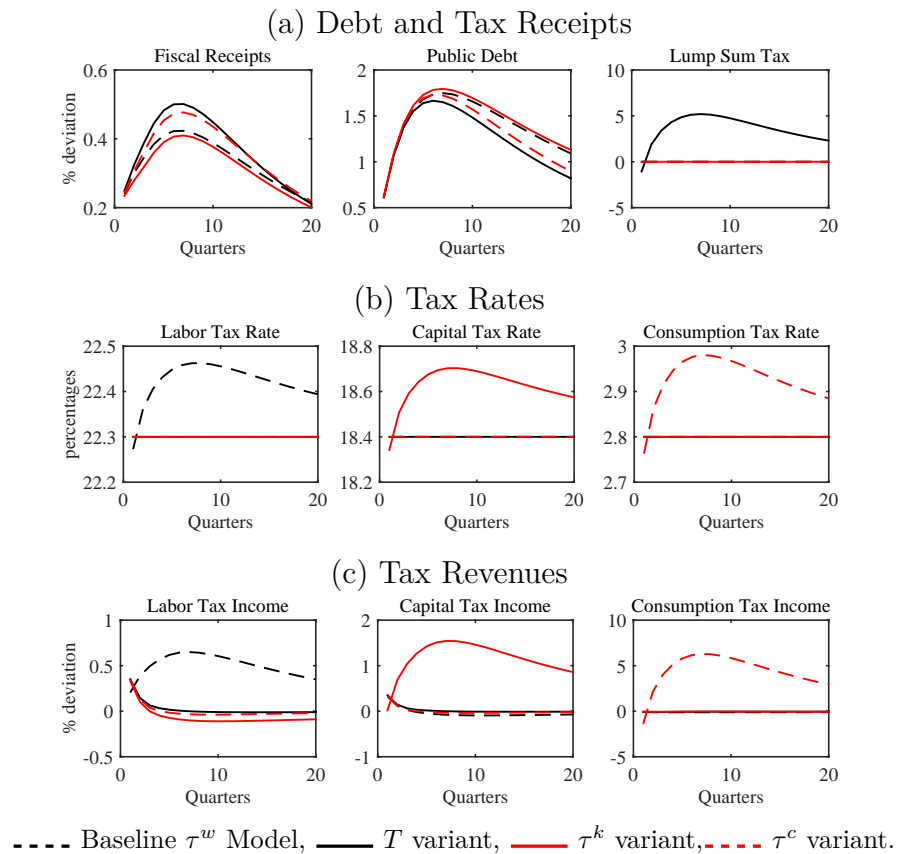 (a) Debt and Tax Receipts
Fiscal Receipts
Public Debt
Lump Sum Tax
% deviation
0.6
0.4
0.2
0 10 20
Quarters
2
1.5
1
0.5
0 10 20
Quarters
10
5
0
-5
0 10 20
Quarters
(b) Tax Rates
Labor Tax Rate
Capital Tax Rate
Consumption Tax Rate
percentages
22.5
22.4
22.3
22.2
0 10 20
Quarters
18.8
18.6
18.4
18.2
0 10 20
Quarters
3
2.9
2.8
2.7
0 10 20
Quarters
(c) Tax Revenues
Labor Tax Income
Capital Tax Income
Consumption Tax Income
% deviation
1
0.5
0
-0.5
0 10 20
Quarters
2
1
0
-1
0 10 20
Quarters
10
5
0
-5
0 10 20
Quarters
Baseline τ^w Model, T variant, τ^k variant, τ^c variant.